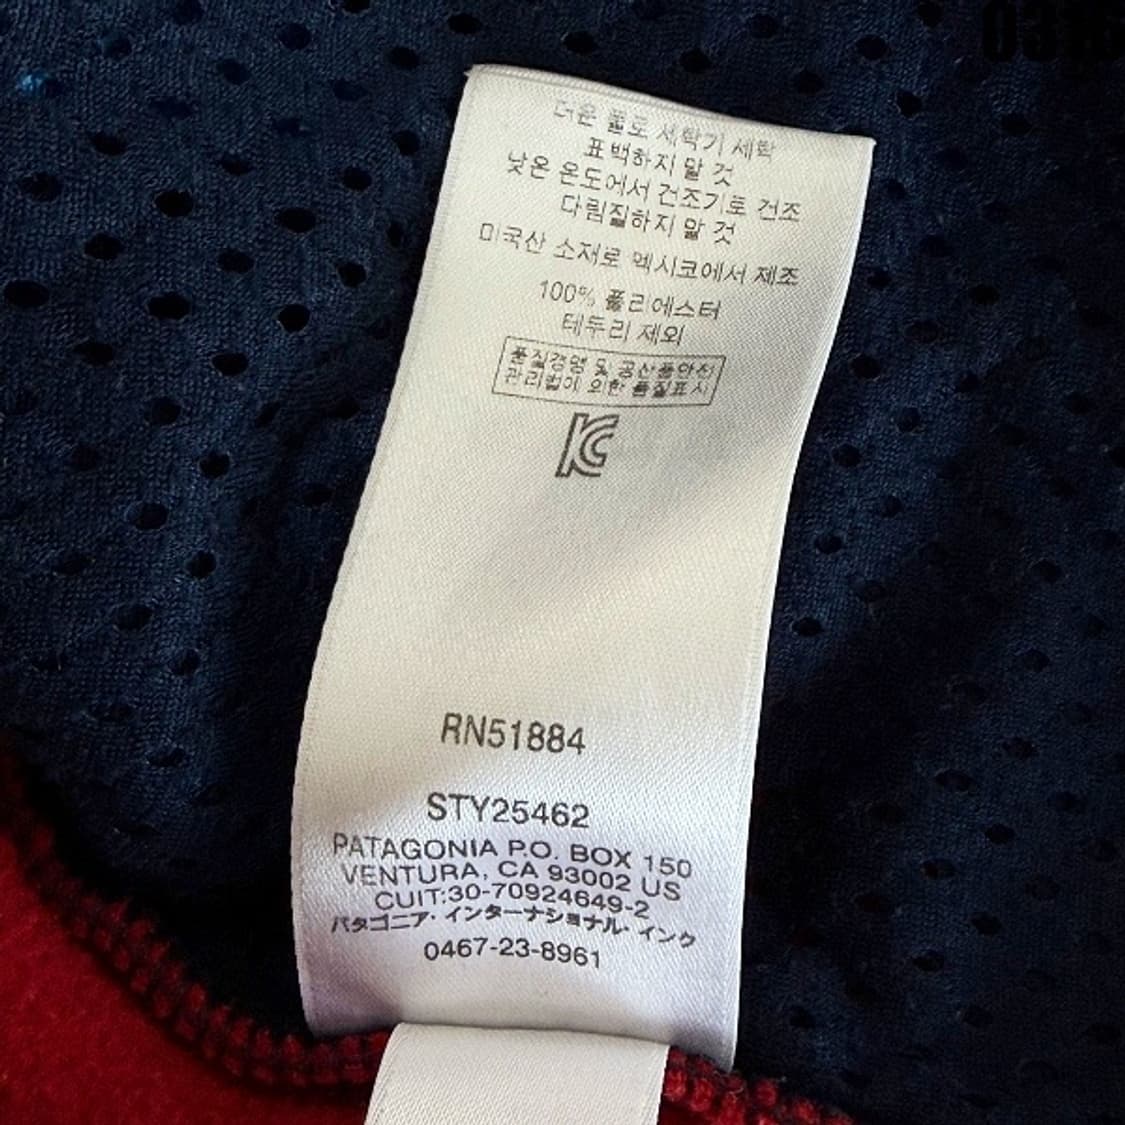 0315
더운 물로 세탁기 세탁
표백하지 말 것
낮은 온도에서 건조기로 건조
다림질하지 말 것
미국산 소재로 멕시코에서 제조
100% 폴리에스터
테두리 제외
품질경영 및 공산품안전
관리법에 의한 품질표시
KC
RN51884
STY25462
PATAGONIA P.O. BOX 150
VENTURA, CA 93002 US
CUIT:30-70924649-2
パタゴニア・インターナショナル・インク
0467-23-8961